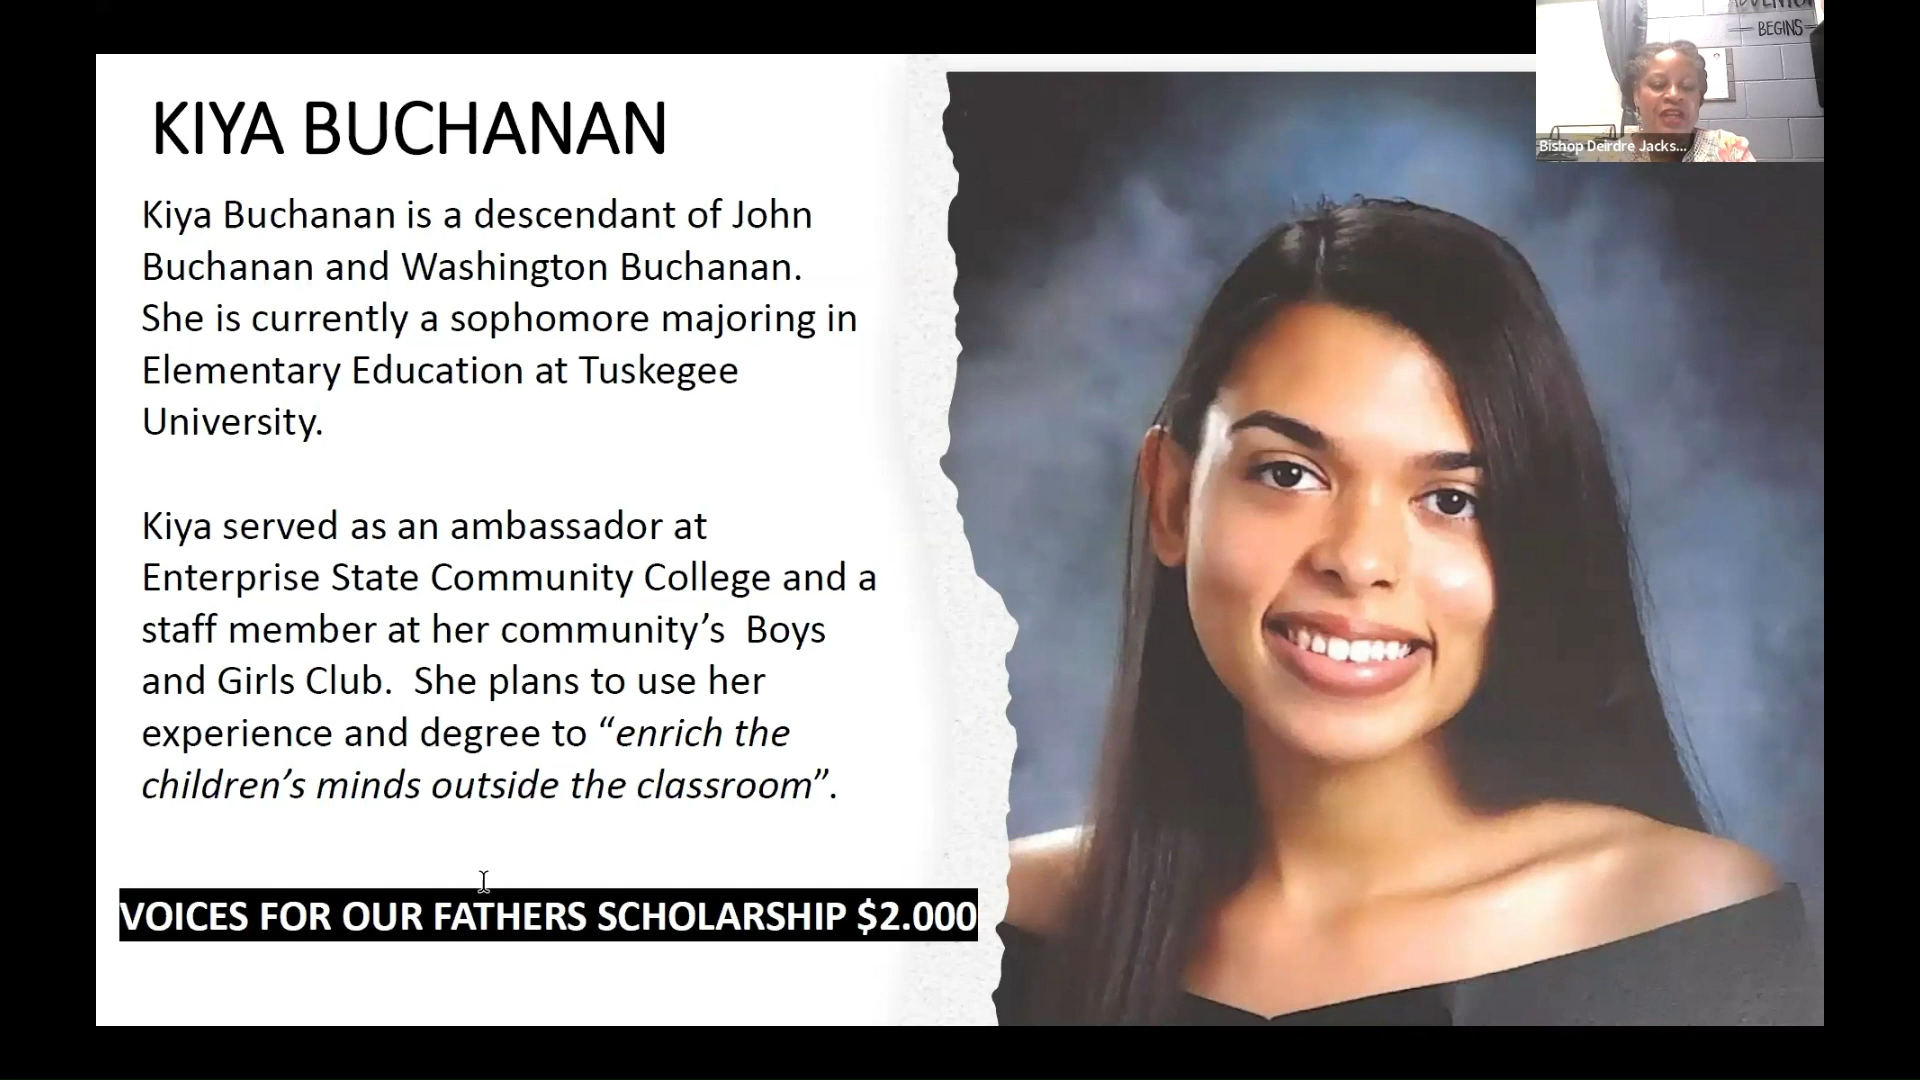 KIYA BUCHANAN
Kiya Buchanan is a descendant of John
Buchanan and Washington Buchanan.
She is currently a sophomore majoring in
Elementary Education at Tuskegee
University.
Kiya served as an ambassador at
Enterprise State Community College and a
staff member at her community’s  Boys
and Girls Club.  She plans to use her
experience and degree to “enrich the
children’s minds outside the classroom”.
VOICES FOR OUR FATHERS SCHOLARSHIP $2.000
BEGINS
Bishop Deirdre Jacks...